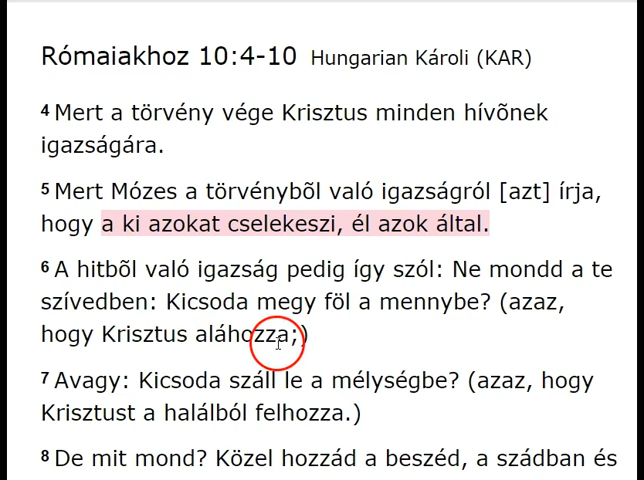 Rómaiakhoz 10:4-10 Hungarian Károli (KAR)
4 Mert a törvény vége Krisztus minden hívõnek
igazságára.
5 Mert Mózes a törvénybõl való igazságról [azt] írja,
hogy a ki azokat cselekeszi, él azok által.
6 A hitbõl való igazság pedig így szól: Ne mondd a te
szívedben: Kicsoda megy föl a mennybe? (azaz,
hogy Krisztus aláhozza;)
7 Avagy: Kicsoda száll le a mélységbe? (azaz, hogy
Krisztust a halálból felhozza.)
8 De mit mond? Közel hozzád a beszéd, a szádban és